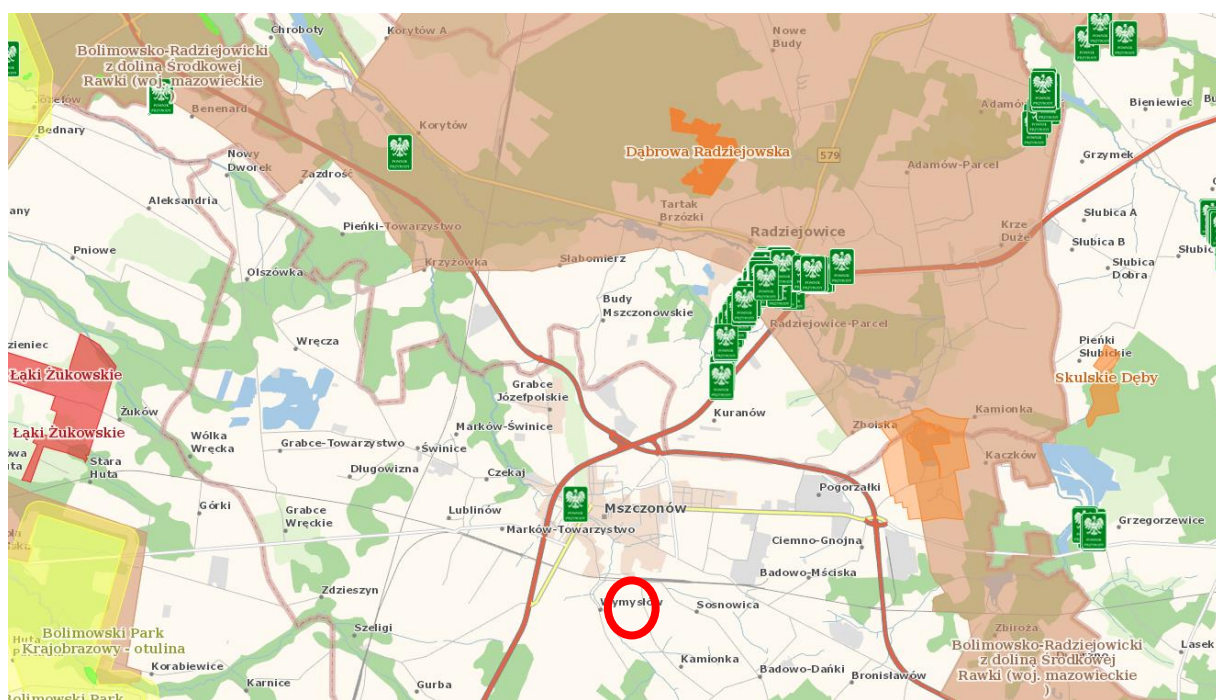 Chroboty
Korytów A
Nowe
Budy
Bolimowsko-Radziejowicki
z doliną Środkowej
Rawki (woj. mazowieckie
Józefow
Benenard
Bednary
Korytów
Bieniewiec
Nowy
Dworek
Zazdrość
Dąbrowa Radziejowska
579
Adamów-Parcel
Grzymek
Aleksandria
Tartak
Brzózki
Pieńki-Towarzystwo
Radziejowice
Krze
Duże
Słubica A
Słubica B
Pniowe
Olszówka
Krzyżówka
Słabomierz
Słubica
Dobra
Budy
Mszczonowskie
Radziejowice-Parcel
Wręcza
Pieńki
Słubickie
Łąki Żukowskie
Grabce
Józefpolskie
Skulskie Dęby
Żuków
Kuranów
Kamionka
Łąki Żukowskie
Wólka
Wręcka
Grabce-Towarzystwo
Marków-Świnice
Świnice
Zboiska
Stara
Huta
Długowizna
Czekaj
Kaczków
Pogorzałki
Górki
Grabce
Wręckie
Lublinów
Mszczonów
Marków-Towarzystwo
Grzegorzewice
Ciemno-Gnojna
Badowo-Mściska
Zdzieszyn
Wymysłów
Sosnowica
Szeligi
Zbiroża
Bolimowski Park
Krajobrazowy - otulina
Bolimowsko-Radziejowicki
z doliną Środkowej
Rawki (woj. mazowieckie
Lasek
Korabiewice
Kamionka
Badowo-Dańki
Bronisławów
Karnice
Gurba
Bolimowski Park